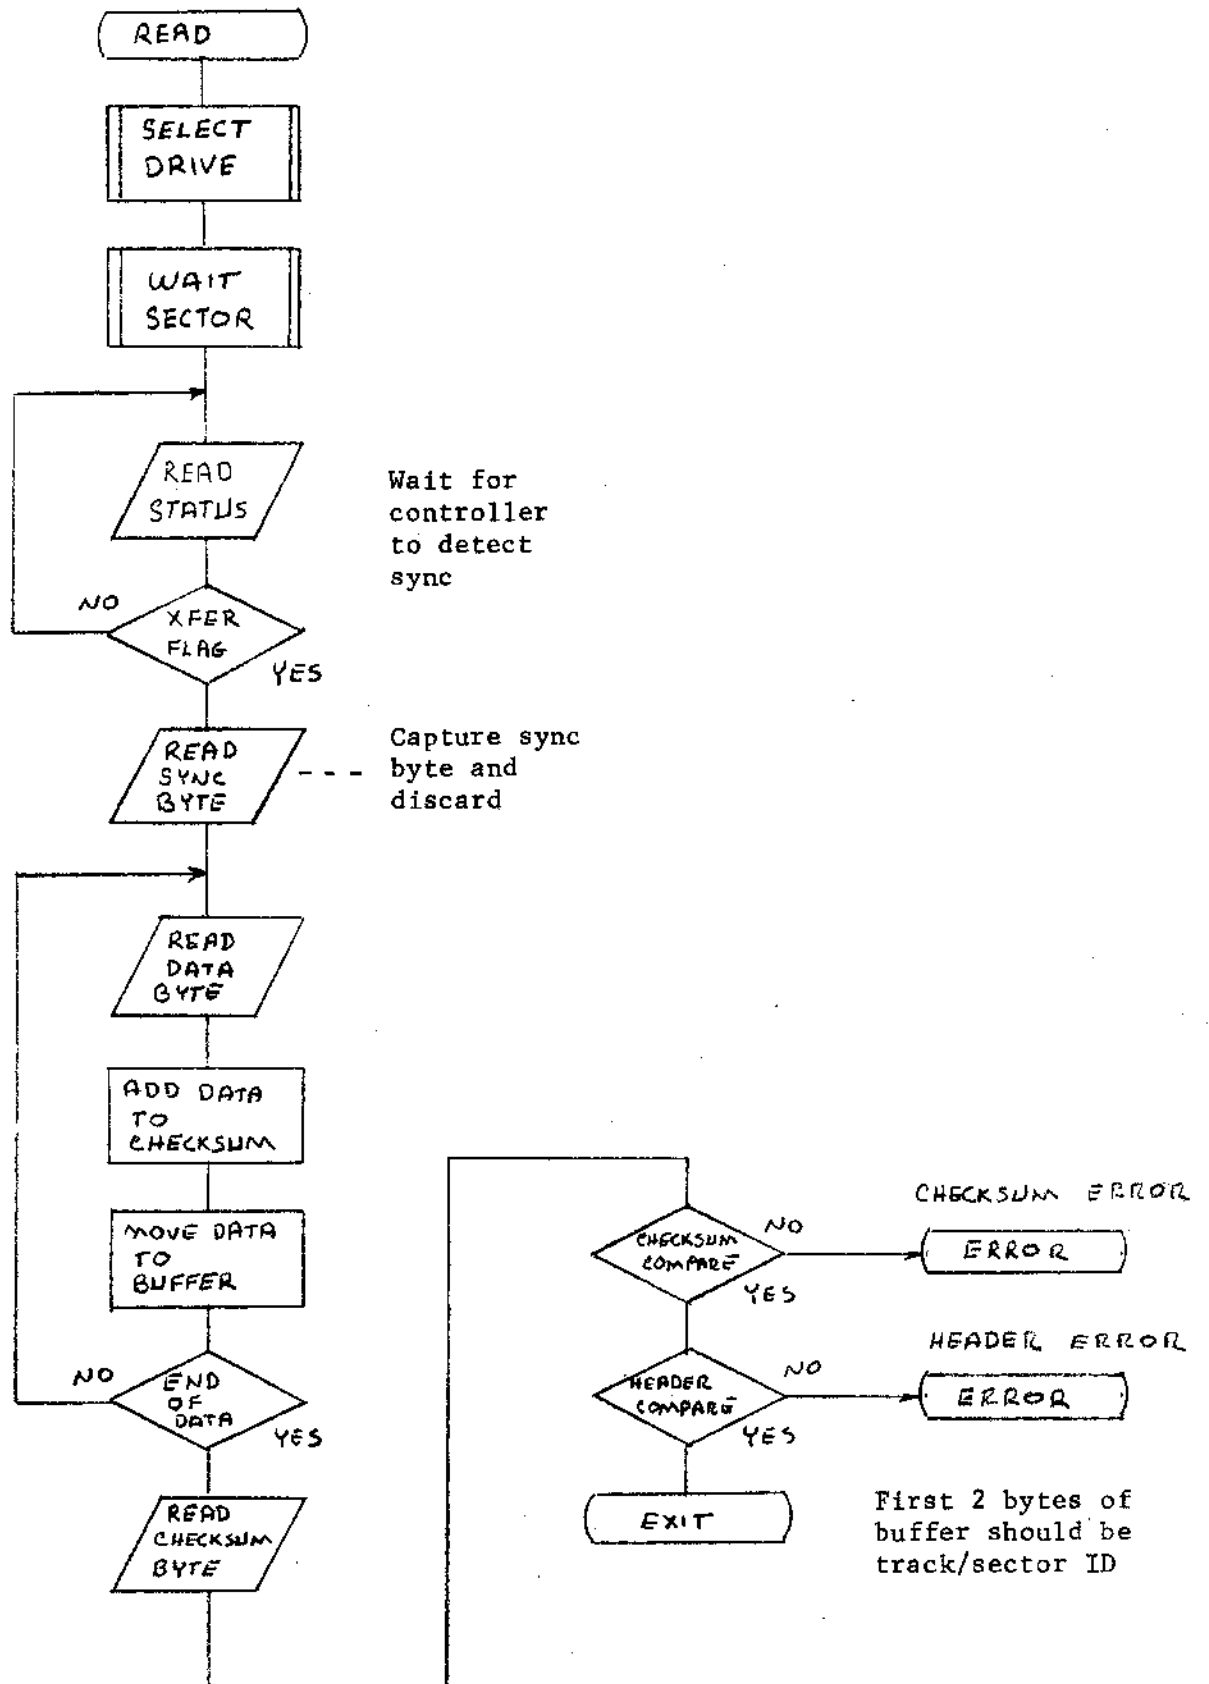 READ
SELECT
DRIVE
WAIT
SECTOR
READ
STATUS
Wait for
controller
to detect
sync
NO
XFER
FLAG
YES
READ
SYNC
BYTE
Capture sync
byte and
discard
READ
DATA
BYTE
ADD DATA
TO
CHECKSUM
MOVE DATA
TO
BUFFER
NO
END
OF
DATA
YES
READ
CHECKSUM
BYTE
CHECKSUM
COMPARE
NO
YES
CHECKSUM ERROR
ERROR
HEADER
COMPARE
NO
YES
HEADER ERROR
ERROR
EXIT
First 2 bytes of
buffer should be
track/sector ID